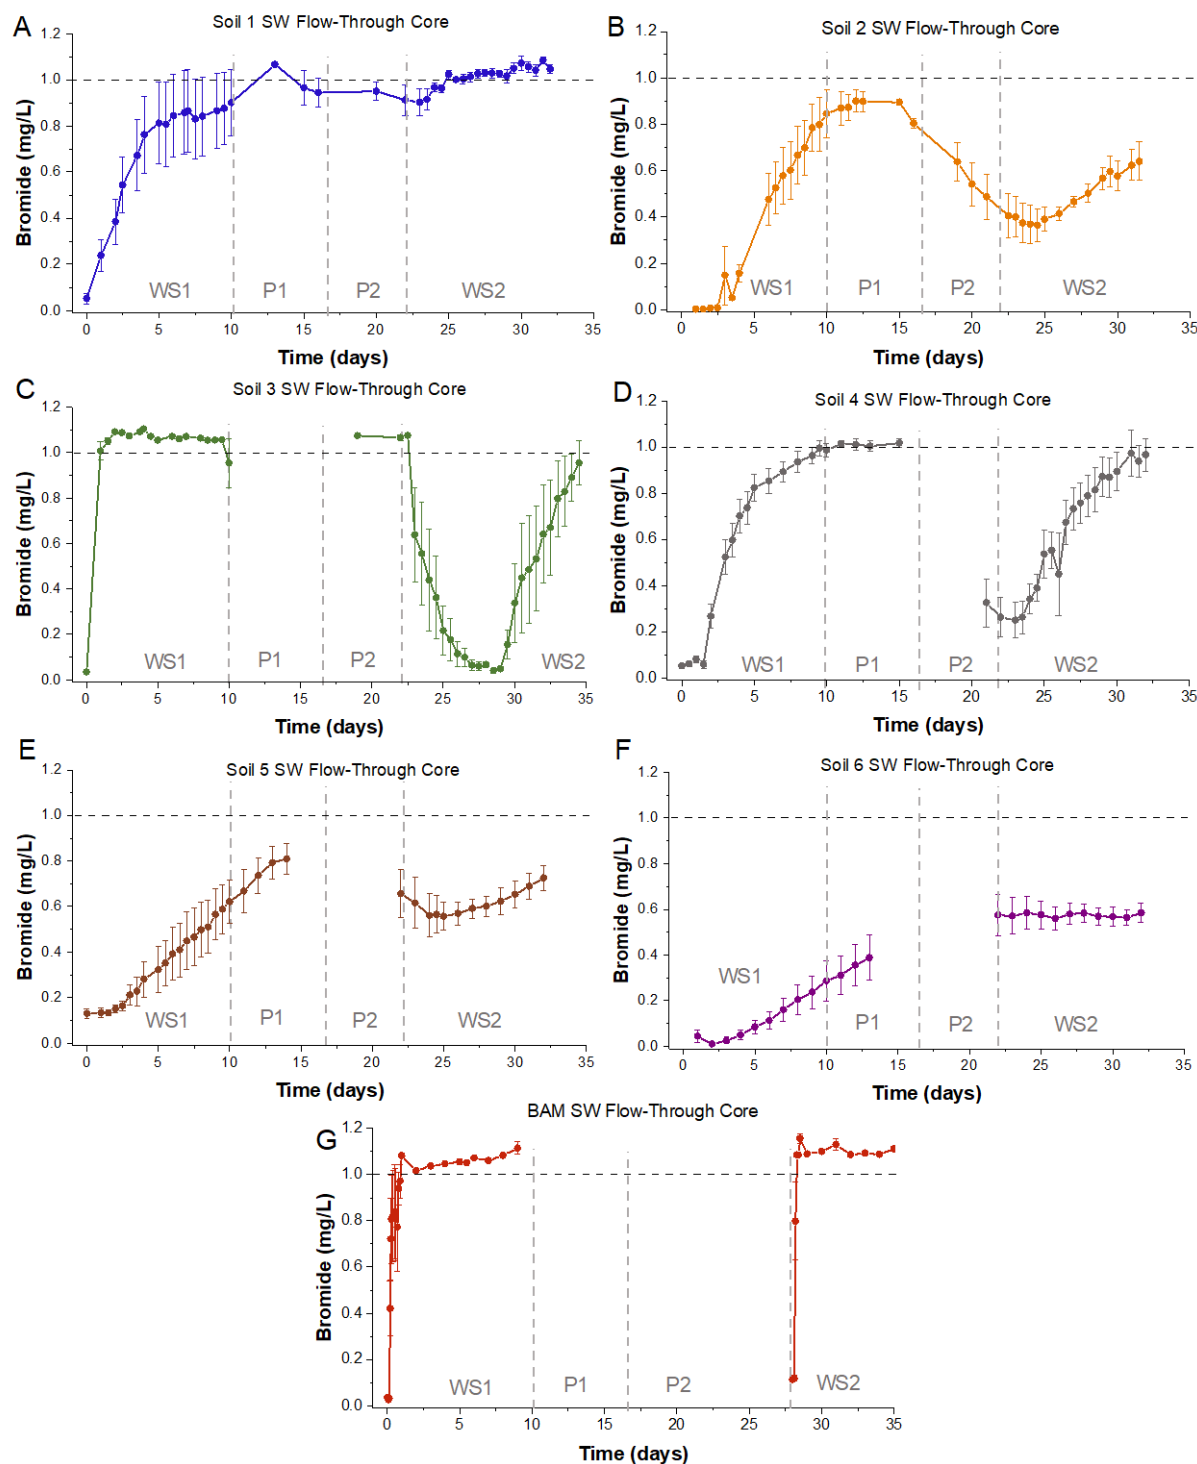 A
Soil 1 SW Flow-Through Core
1.2
1.0
0.8
0.6
0.4
0.2
0.0
Bromide (mg/L)
WS1
P1
P2
WS2
0 5 10 15 20 25 30 35
Time (days)
B
Soil 2 SW Flow-Through Core
1.2
1.0
0.8
0.6
0.4
0.2
0.0
Bromide (mg/L)
WS1
P1
P2
WS2
0 5 10 15 20 25 30 35
Time (days)
C
Soil 3 SW Flow-Through Core
1.2
1.0
0.8
0.6
0.4
0.2
0.0
Bromide (mg/L)
WS1
P1
P2
WS2
0 5 10 15 20 25 30 35
Time (days)
D
Soil 4 SW Flow-Through Core
1.2
1.0
0.8
0.6
0.4
0.2
0.0
Bromide (mg/L)
WS1
P1
P2
WS2
0 5 10 15 20 25 30 35
Time (days)
E
Soil 5 SW Flow-Through Core
1.2
1.0
0.8
0.6
0.4
0.2
0.0
Bromide (mg/L)
WS1
P1
P2
WS2
0 5 10 15 20 25 30 35
Time (days)
F
Soil 6 SW Flow-Through Core
1.2
1.0
0.8
0.6
0.4
0.2
0.0
Bromide (mg/L)
WS1
P1
P2
WS2
0 5 10 15 20 25 30 35
Time (days)
G
BAM SW Flow-Through Core
1.2
1.0
0.8
0.6
0.4
0.2
0.0
Bromide (mg/L)
WS1
P1
P2
WS2
0 5 10 15 20 25 30 35
Time (days)